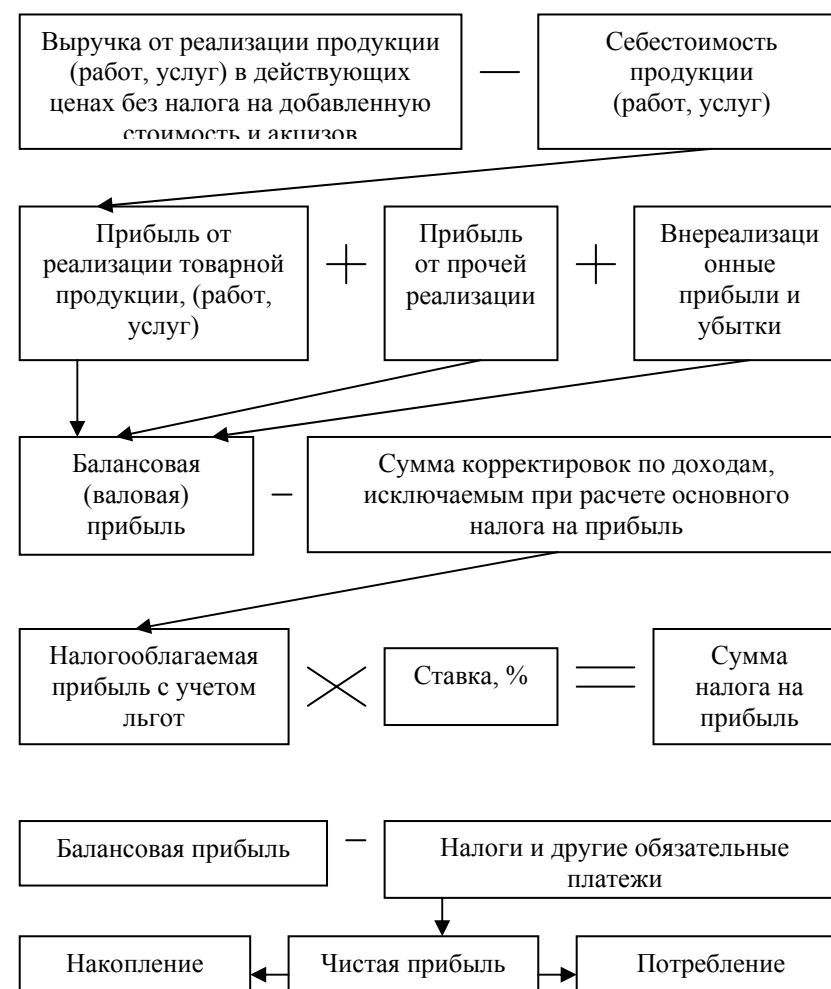 Выручка от реализации продукции
(работ, услуг) в действующих
ценах без налога на добавленную
стоимость и акцизов
—
Себестоимость
продукции
(работ, услуг)
Прибыль от
реализации товарной
продукции, (работ,
услуг)
+
Прибыль
от прочей
реализации
+
Внереализаци
онные
прибыли и
убытки
Балансовая
(валовая)
прибыль
–
Сумма корректировок по доходам,
исключаемым при расчете основного
налога на прибыль
Налогооблагаемая
прибыль с учетом
льгот
×
Ставка, %
=
Сумма
налога на
прибыль
Балансовая прибыль
–
Налоги и другие обязательные
платежи
Накопление
Чистая прибыль
Потребление